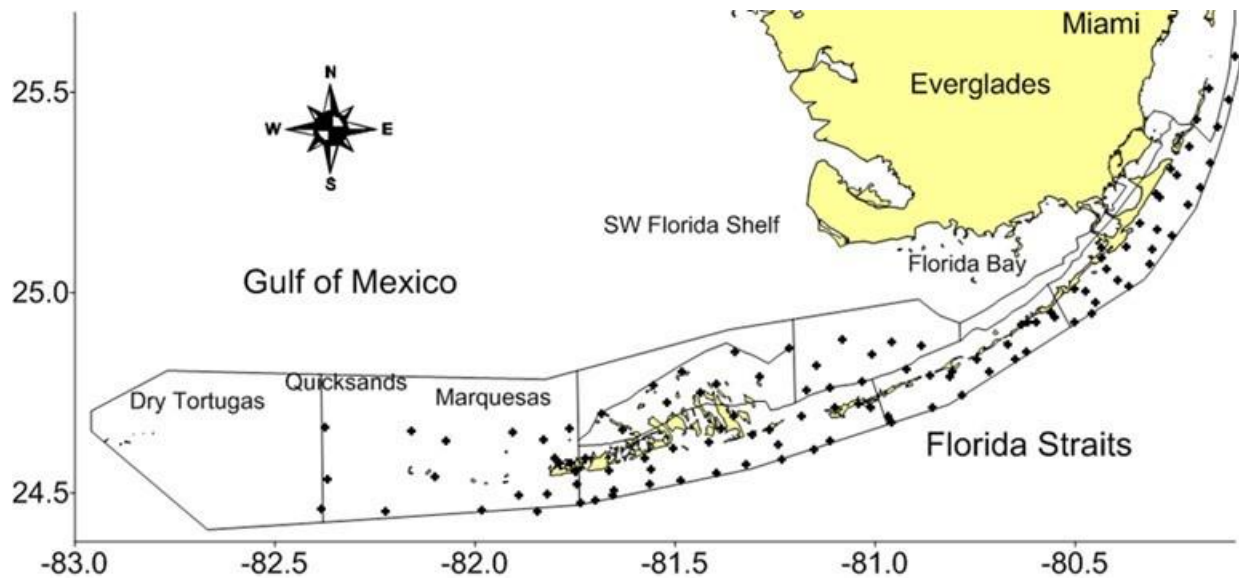 Miami
25.5
N
W
E
S
Everglades
SW Florida Shelf
Florida Bay
Gulf of Mexico
25.0
Quicksands
Dry Tortugas
Marquesas
Florida Straits
24.5
-83.0
-82.5
-82.0
-81.5
-81.0
-80.5